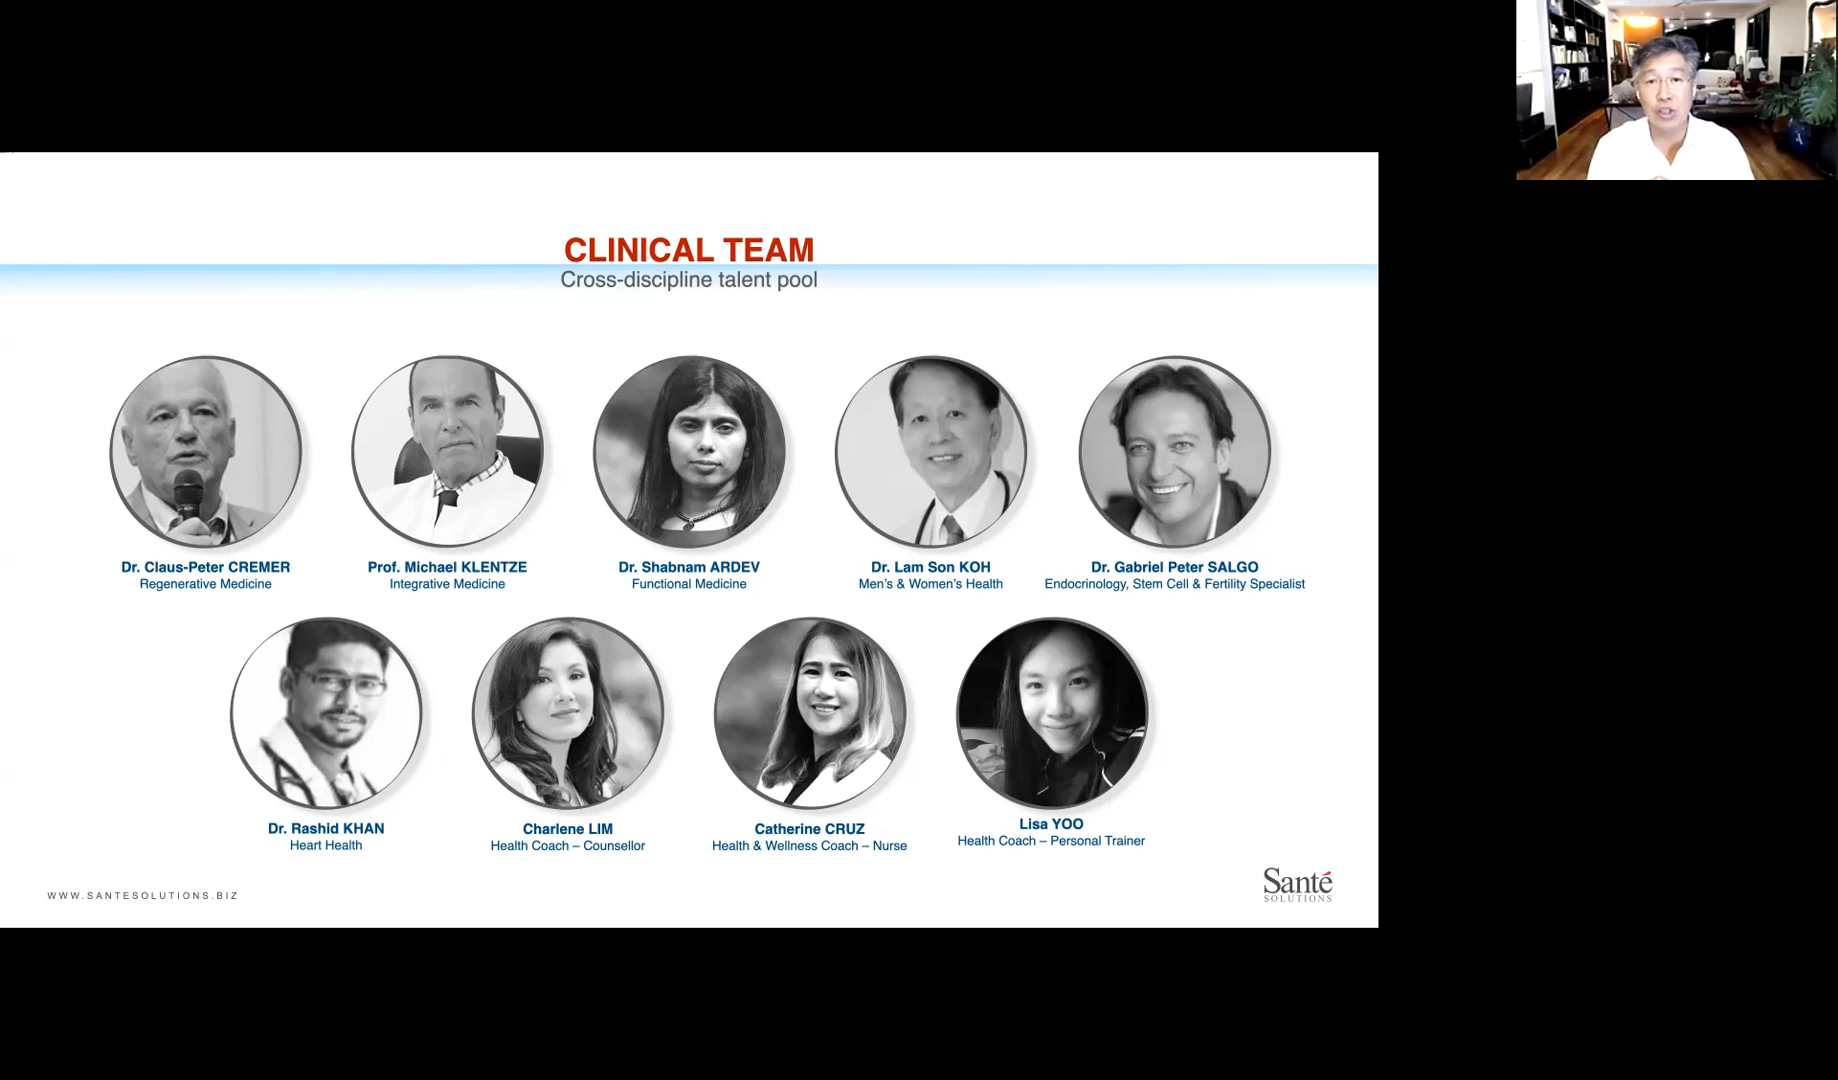 CLINICAL TEAM
Cross-discipline talent pool
Dr. Claus-Peter CREMER
Regenerative Medicine
Prof. Michael KLENTZE
Integrative Medicine
Dr. Shabnam ARDEV
Functional Medicine
Dr. Lam Son KOH
Men's & Women's Health
Dr. Gabriel Peter SALGO
Endocrinology, Stem Cell & Fertility Specialist
Dr. Rashid KHAN
Heart Health
Charlene LIM
Health Coach – Counsellor
Catherine CRUZ
Health & Wellness Coach – Nurse
Lisa YOO
Health Coach – Personal Trainer
WWW.SANTESOLUTIONS.BIZ
Santé
SOLUTIONS